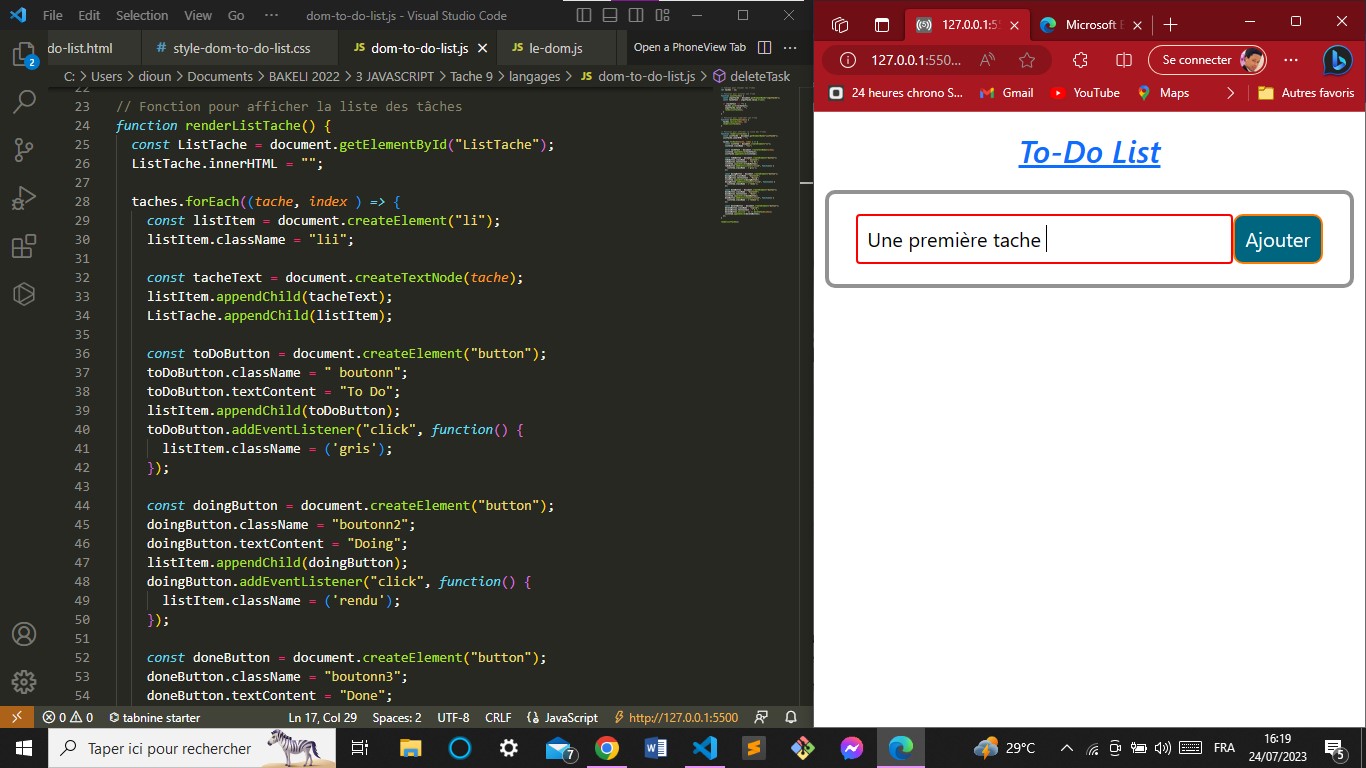 File Edit Selection View Go ··· dom-to-do-list.js - Visual Studio Code
do-list.html # style-dom-to-do-list.css JS dom-to-do-list.js JS le-dom.js Open a PhoneView Tab ···
C: > Users > dioun > Documents > BAKELI 2022 > 3 JAVASCRIPT > Tache 9 > langages > JS dom-to-do-list.js > deleteTask
22
23 // Fonction pour afficher la liste des tâches
24 function renderListTache() {
25 const ListTache = document.getElementById("ListTache");
26 ListTache.innerHTML = "";
27
28 taches.forEach((tache, index ) => {
29 const listItem = document.createElement("li");
30 listItem.className = "lii";
31
32 const tacheText = document.createTextNode(tache);
33 listItem.appendChild(tacheText);
34 ListTache.appendChild(listItem);
35
36 const toDoButton = document.createElement("button");
37 toDoButton.className = " boutonn";
38 toDoButton.textContent = "To Do";
39 listItem.appendChild(toDoButton);
40 toDoButton.addEventListener("click", function() {
41 listItem.className = ('gris');
42 });
43
44 const doingButton = document.createElement("button");
45 doingButton.className = "boutonn2";
46 doingButton.textContent = "Doing";
47 listItem.appendChild(doingButton);
48 doingButton.addEventListener("click", function() {
49 listItem.className = ('rendu');
50 });
51
52 const doneButton = document.createElement("button");
53 doneButton.className = "boutonn3";
54 doneButton.textContent = "Done";
2
0 0 tabnine starter Ln 17, Col 29 Spaces: 2 UTF-8 CRLF {} JavaScript http://127.0.0.1:5500
127.0.0.1:55 Microsoft E
127.0.0.1:550... A Se connecter ···
24 heures chrono S... Gmail YouTube Maps Autres favoris
To-Do List
Une première tache Ajouter
Taper ici pour rechercher 7 29°C FRA 16:19
24/07/2023 5